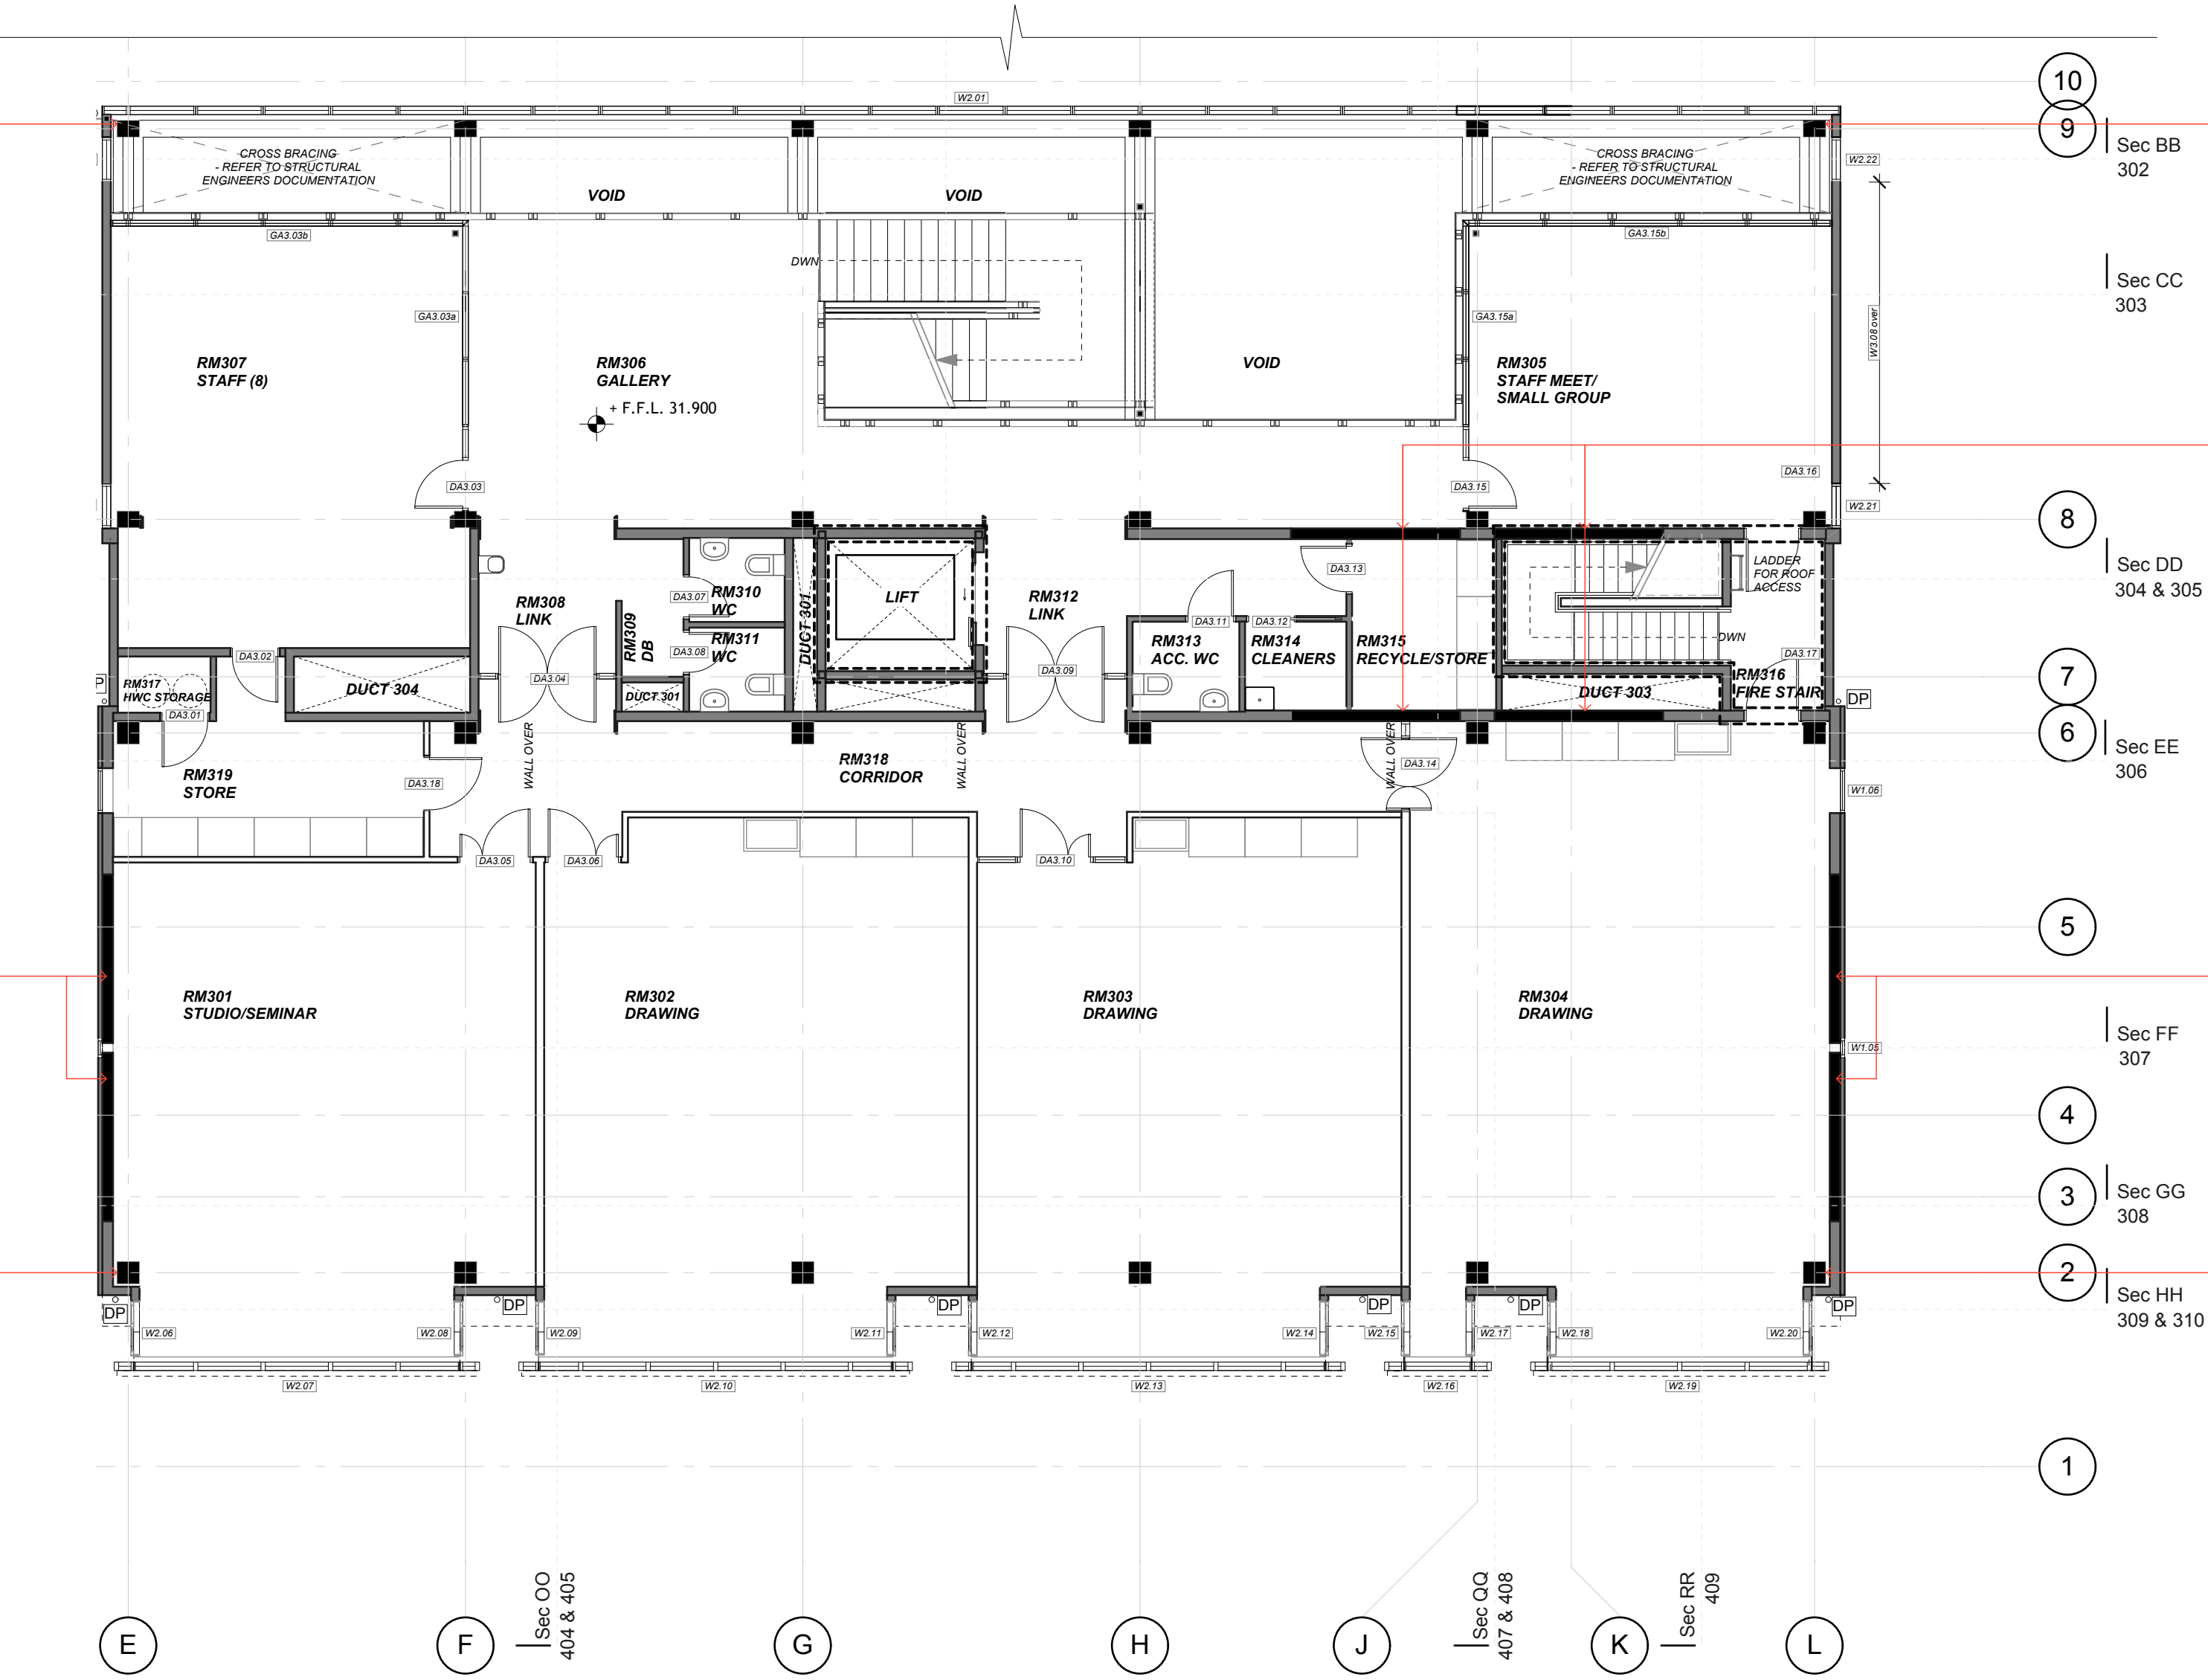 10
W2.01
9
Sec BB
302
CROSS BRACING
- REFER TO STRUCTURAL
ENGINEERS DOCUMENTATION
VOID
VOID
CROSS BRACING
- REFER TO STRUCTURAL
ENGINEERS DOCUMENTATION
W2.22
GA3.03b
GA3.15b
DWN
Sec CC
303
GA3.03a
GA3.15a
W3.08 over
RM307
STAFF (8)
RM306
GALLERY
+ F.F.L. 31.900
VOID
RM305
STAFF MEET/
SMALL GROUP
DA3.03
DA3.15
DA3.16
W2.21
8
Sec DD
304 & 305
LADDER
FOR ROOF
ACCESS
DA3.13
RM308
LINK
DA3.07
RM310
WC
RM309
DB
DUCT 301
LIFT
RM312
LINK
DA3.11
DA3.12
DWN
DA3.02
DA3.08
RM311
WC
RM313
ACC. WC
RM314
CLEANERS
RM315
RECYCLE/STORE
DA3.17
P
RM317
HWC STORAGE
DUCT 304
DA3.04
DUCT 301
DA3.09
DUCT 303
RM316
FIRE STAIR
DP
7
DA3.01
6
Sec EE
306
WALL OVER
WALL OVER
WALL OVER
RM319
STORE
DA3.18
RM318
CORRIDOR
DA3.14
W1.06
DA3.05
DA3.06
DA3.10
5
RM301
STUDIO/SEMINAR
RM302
DRAWING
RM303
DRAWING
RM304
DRAWING
W1.05
Sec FF
307
4
3
Sec GG
308
2
Sec HH
309 & 310
DP
DP
DP
DP
DP
DP
W2.06
W2.08
W2.09
W2.11
W2.12
W2.14
W2.15
W2.17
W2.18
W2.20
W2.07
W2.10
W2.13
W2.16
W2.19
1
E
F
Sec OO
404 & 405
G
H
J
Sec QQ
407 & 408
K
Sec RR
409
L